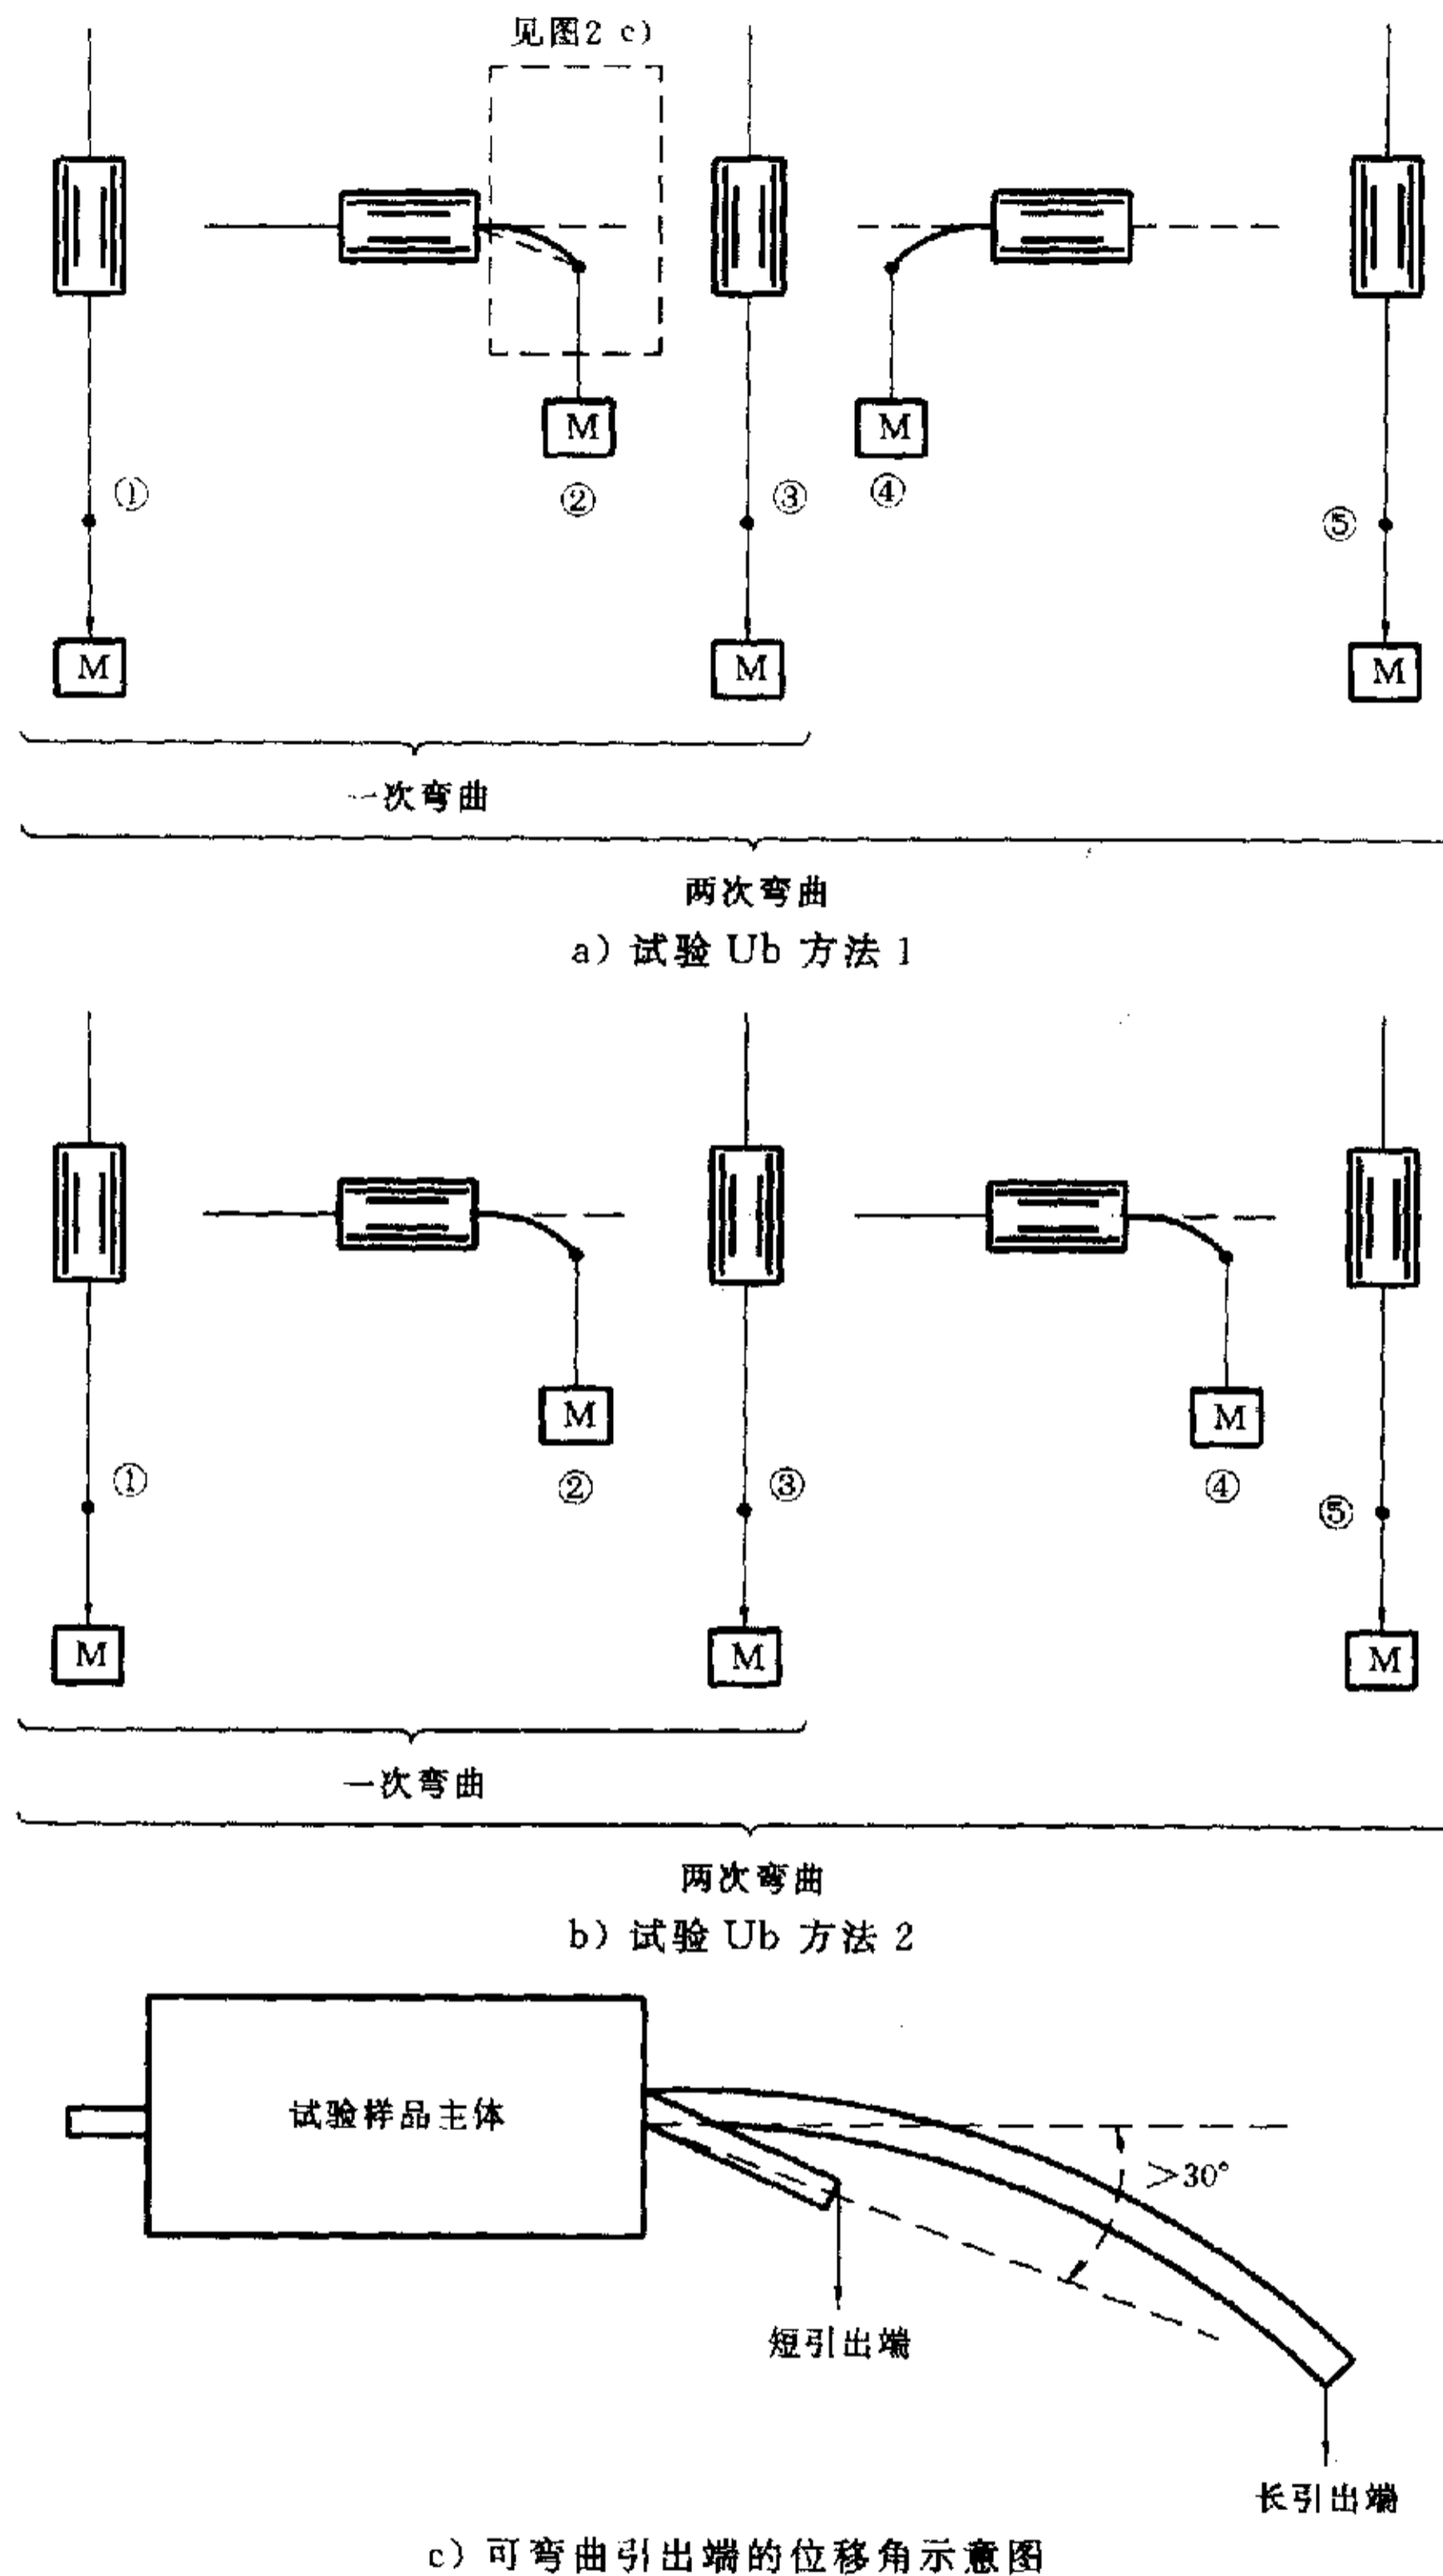 见图2 c)
M
M
①
②
③
④
⑤
M
M
M
一次弯曲
两次弯曲
a) 试验 Ub 方法 1
M
M
①
②
③
④
⑤
M
M
M
一次弯曲
两次弯曲
b) 试验 Ub 方法 2
试验样品主体
>30°
短引出端
长引出端
c) 可弯曲引出端的位移角示意图